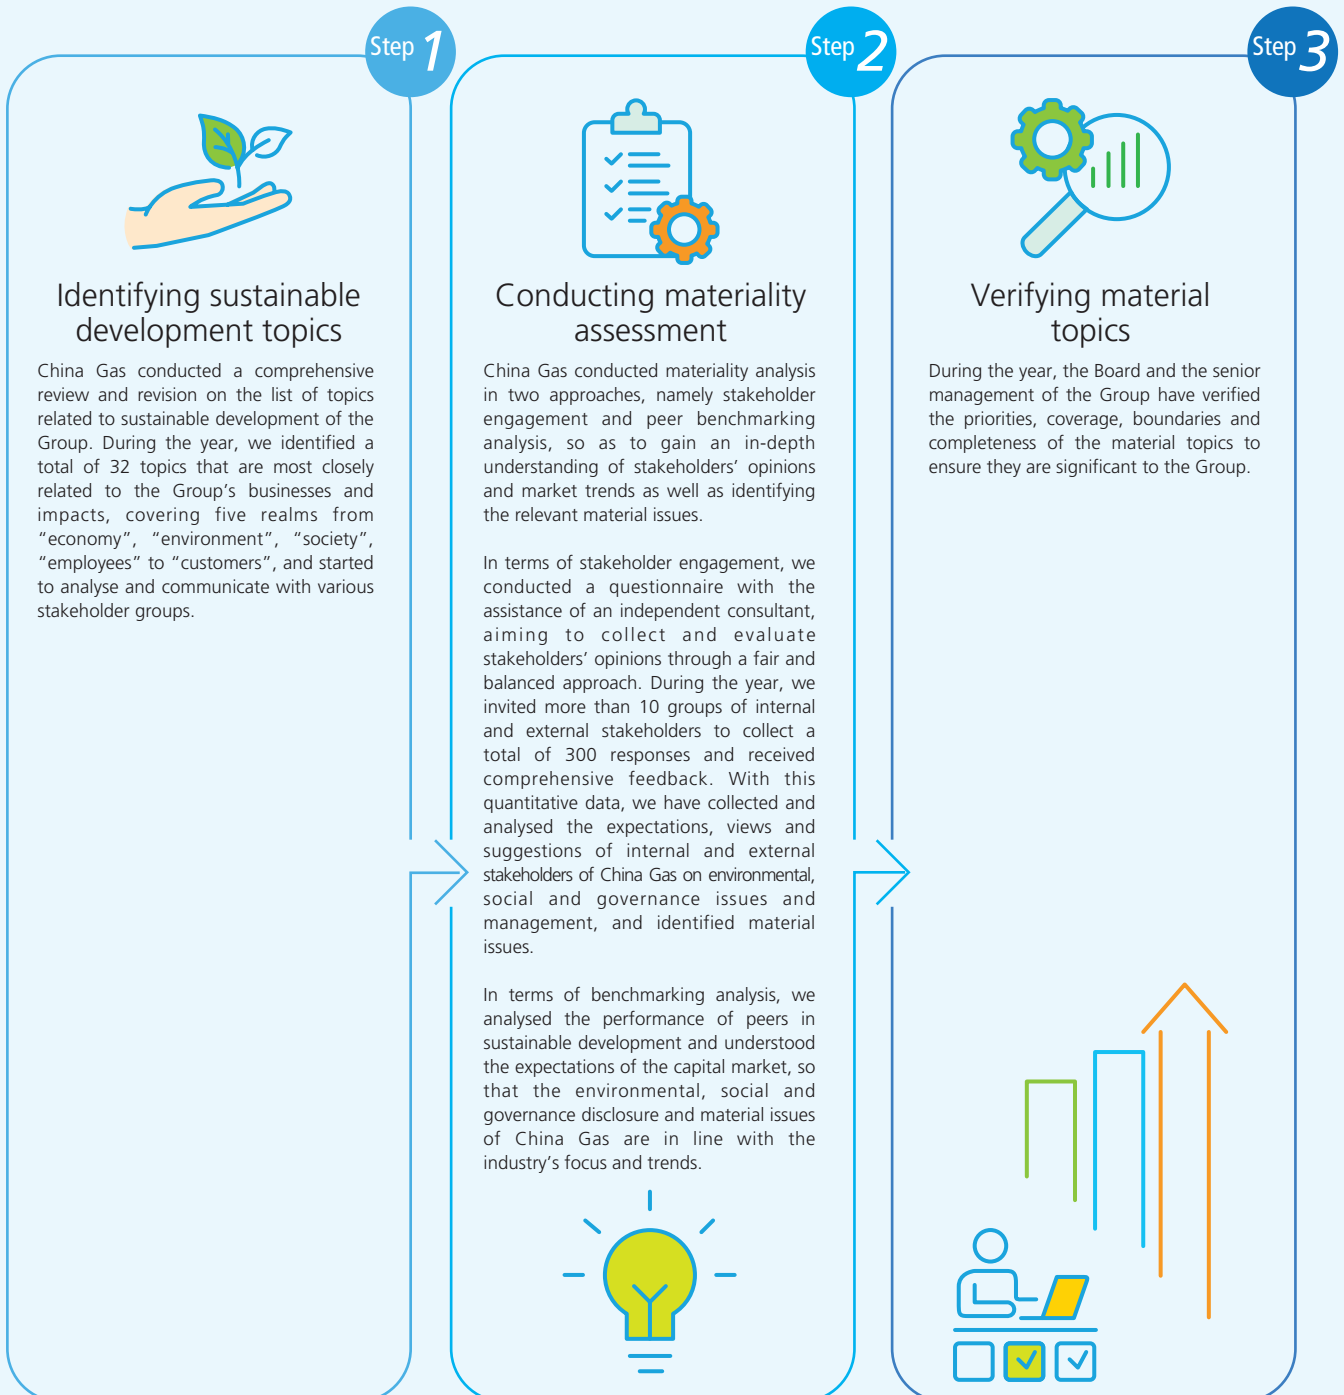 Step 1
Identifying sustainable
development topics
China Gas conducted a comprehensive
review and revision on the list of topics
related to sustainable development of the
Group. During the year, we identified a
total of 32 topics that are most closely
related to the Group’s businesses and
impacts, covering five realms from
“economy”, “environment”, “society”,
“employees” to “customers”, and started
to analyse and communicate with various
stakeholder groups.
Step 2
Conducting materiality
assessment
China Gas conducted materiality analysis
in two approaches, namely stakeholder
engagement and peer benchmarking
analysis, so as to gain an in-depth
understanding of stakeholders’ opinions
and market trends as well as identifying
the relevant material issues.
In terms of stakeholder engagement, we
conducted a questionnaire with the
assistance of an independent consultant,
aiming to collect and evaluate
stakeholders’ opinions through a fair and
balanced approach. During the year, we
invited more than 10 groups of internal
and external stakeholders to collect a
total of 300 responses and received
comprehensive feedback. With this
quantitative data, we have collected and
analysed the expectations, views and
suggestions of internal and external
stakeholders of China Gas on environmental,
social and governance issues and
management, and identified material
issues.
In terms of benchmarking analysis, we
analysed the performance of peers in
sustainable development and understood
the expectations of the capital market, so
that the environmental, social and
governance disclosure and material issues
of China Gas are in line with the
industry’s focus and trends.
Step 3
Verifying material
topics
During the year, the Board and the senior
management of the Group have verified
the priorities, coverage, boundaries and
completeness of the material topics to
ensure they are significant to the Group.